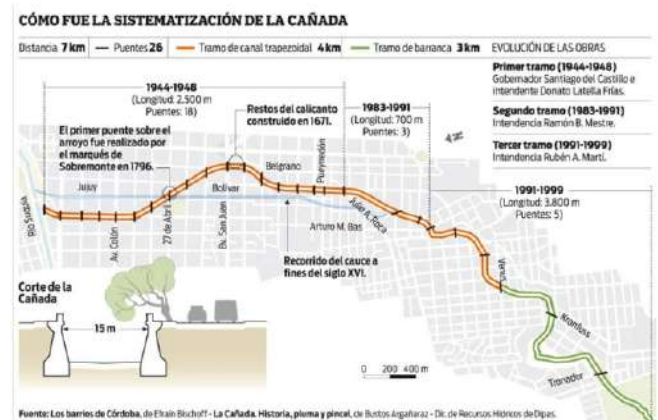 CÓMO FUE LA SISTEMATIZACIÓN DE LA CAÑADA
Distancia 7 km
Puentes 26
Tramo de canal trapezoidal 4 km
Tramo de barranca 3 km
EVOLUCIÓN DE LAS OBRAS
Primer tramo (1944-1948)
Gobernador Santiago del Castillo e
intendente Donato Latella Frías.
Segundo tramo (1983-1991)
Intendencia Ramón B. Mestre.
Tercer tramo (1991-1999)
Intendencia Rubén A. Martí.
1944-1948
(Longitud: 2.500 m
Puentes: 18)
1983-1991
(Longitud: 700 m
Puentes: 3)
1991-1999
(Longitud: 3.800 m
Puentes: 5)
Restos del calicanto
construido en 1671.
El primer puente sobre el
arroyo fue realizado por
el marqués de
Sobremonte en 1796.
Río Suquía
Jujuy
Av. Colón
27 de Abril
Bolívar
Bv. San Juan
Belgrano
Pueyrredón
Arturo M. Bas
Julio A. Roca
Recorrido del cauce a
fines del siglo XVI.
Vélez
Kronfuss
Tronador
Corte de la
Cañada
15 m
0 200 400 m
Fuente: Los barrios de Córdoba, de Efraín Bischoff - La Cañada. Historia, pluma y pincel, de Bustos Argañaraz - Dir. de Recursos Hídricos de Dipas.